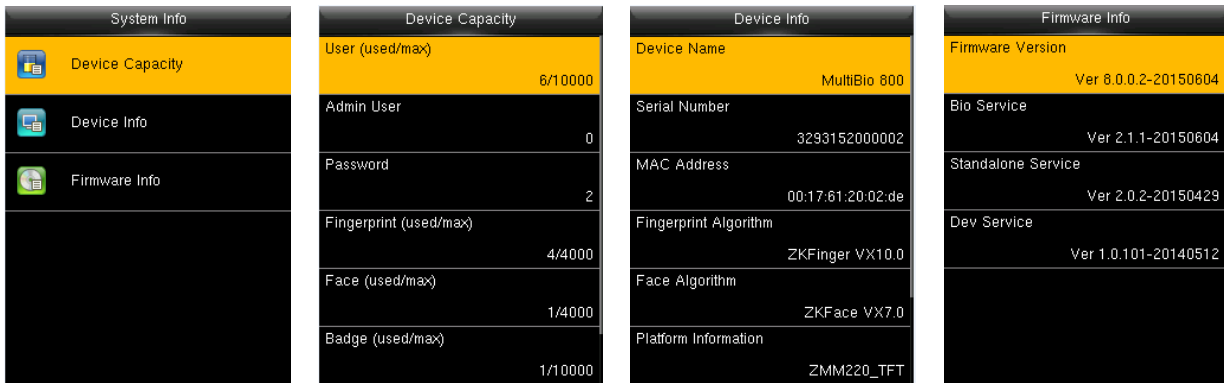 System Info
Device Capacity
Device Info
Firmware Info
Device Capacity
User (used/max)
6/10000
Admin User
0
Password
2
Fingerprint (used/max)
4/4000
Face (used/max)
1/4000
Badge (used/max)
1/10000
Device Info
Device Name
MultiBio 800
Serial Number
3293152000002
MAC Address
00:17:61:20:02:de
Fingerprint Algorithm
ZKFinger VX10.0
Face Algorithm
ZKFace VX7.0
Platform Information
ZMM220_TFT
Firmware Info
Firmware Version
Ver 8.0.0.2-20150604
Bio Service
Ver 2.1.1-20150604
Standalone Service
Ver 2.0.2-20150429
Dev Service
Ver 1.0.101-20140512